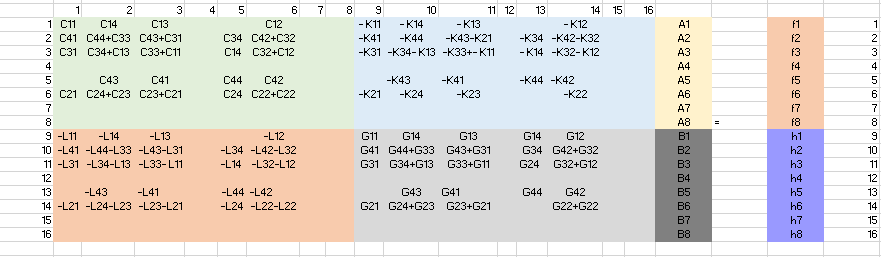 1 2 3 4 5 6 7 8 9 10 11 12 13 14 15 16
1 C11 C14 C13 C12 -K11 -K14 -K13 -K12 A1 f1 1
2 C41 C44+C33 C43+C31 C34 C42+C32 -K41 -K44 -K43-K21 -K34 -K42-K32 A2 f2 2
3 C31 C34+C13 C33+C11 C14 C32+C12 -K31 -K34-K13 -K33+-K11 -K14 -K32-K12 A3 f3 3
4 A4 f4 4
5 C43 C41 C44 C42 -K43 -K41 -K44 -K42 A5 f5 5
6 C21 C24+C23 C23+C21 C24 C22+C22 -K21 -K24 -K23 -K22 A6 f6 6
7 A7 f7 7
8 A8 = f8 8
9 -L11 -L14 -L13 -L12 G11 G14 G13 G14 G12 B1 h1 9
10 -L41 -L44-L33 -L43-L31 -L34 -L42-L32 G41 G44+G33 G43+G31 G34 G42+G32 B2 h2 10
11 -L31 -L34-L13 -L33-L11 -L14 -L32-L12 G31 G34+G13 G33+G11 G24 G32+G12 B3 h3 11
12 B4 h4 12
13 -L43 -L41 -L44 -L42 G43 G41 G44 G42 B5 h5 13
14 -L21 -L24-L23 -L23-L21 -L24 -L22-L22 G21 G24+G23 G23+G21 G22+G22 B6 h6 14
15 B7 h7 15
16 B8 h8 16